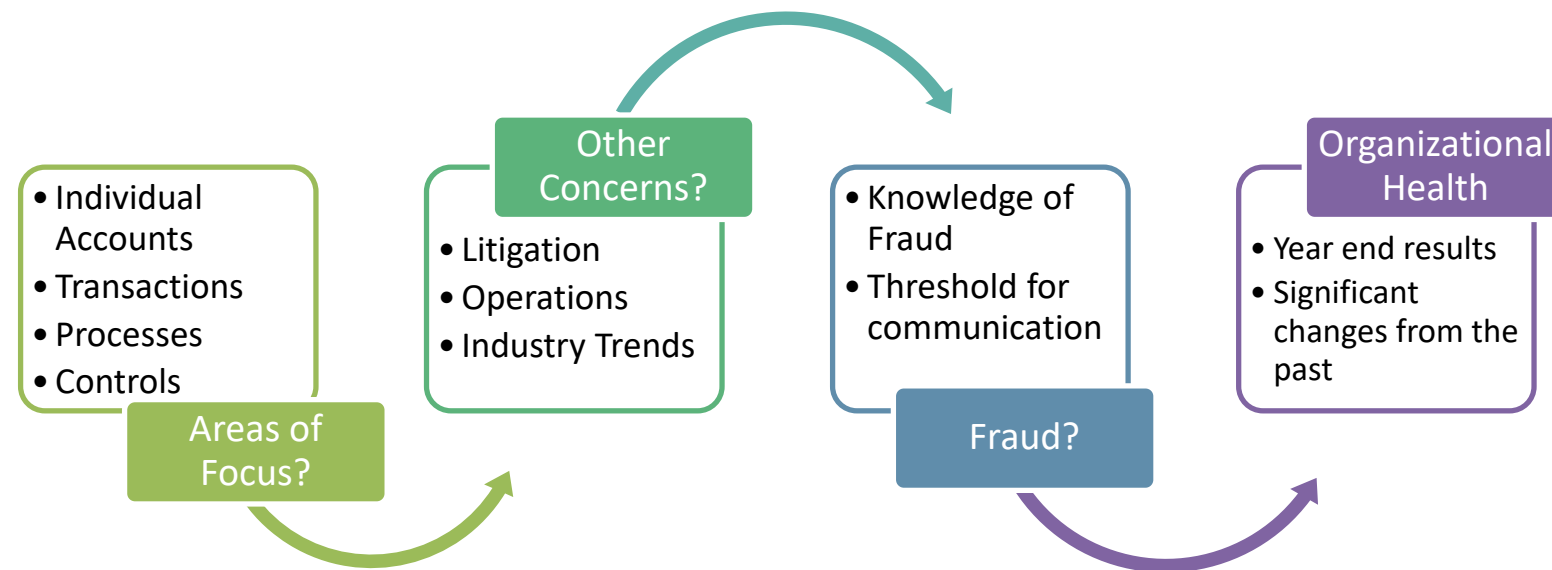 • Individual
Accounts
• Transactions
• Processes
• Controls
Areas of
Focus?
Other
Concerns?
• Litigation
• Operations
• Industry Trends
• Knowledge of
Fraud
• Threshold for
communication
Fraud?
Organizational
Health
• Year end results
• Significant
changes from the
past